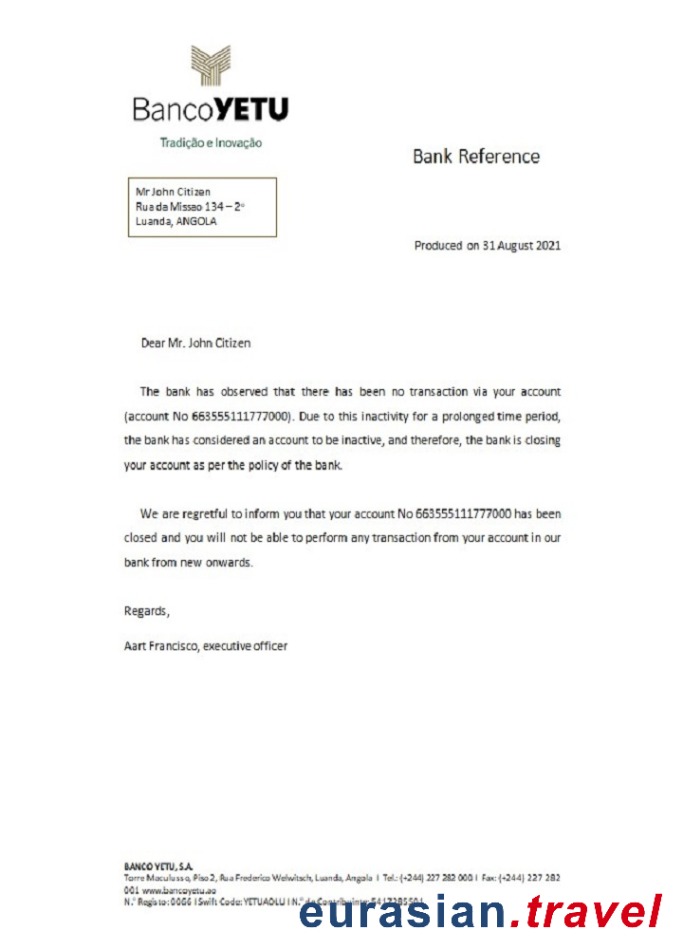 BancoYETU
Tradição e Inovação
Bank Reference
Mr John Citizen
Rua da Missao 134 – 2º
Luanda, ANGOLA
Produced on 31 August 2021
Dear Mr. John Citizen
The bank has observed that there has been no transaction via your account
(account No 663555111777000). Due to this inactivity for a prolonged time period,
the bank has considered an account to be inactive, and therefore, the bank is closing
your account as per the policy of the bank.
We are regretful to inform you that your account No 663555111777000 has been
closed and you will not be able to perform any transaction from your account in our
bank from new onwards.
Regards,
Aart Francisco, executive officer
BANCO YETU, S.A.
Torre Maculusso, Piso 2, Rua Frederico Welwitsch, Luanda, Angola I Tel.: (+244) 227 282 000 I Fax: (+244) 227 282
001 www.bancoyetu.ao
N.º Registo: 0066 I Swift Code: YETUAOLU I N.º de Contribuinte:
eurasian.travel